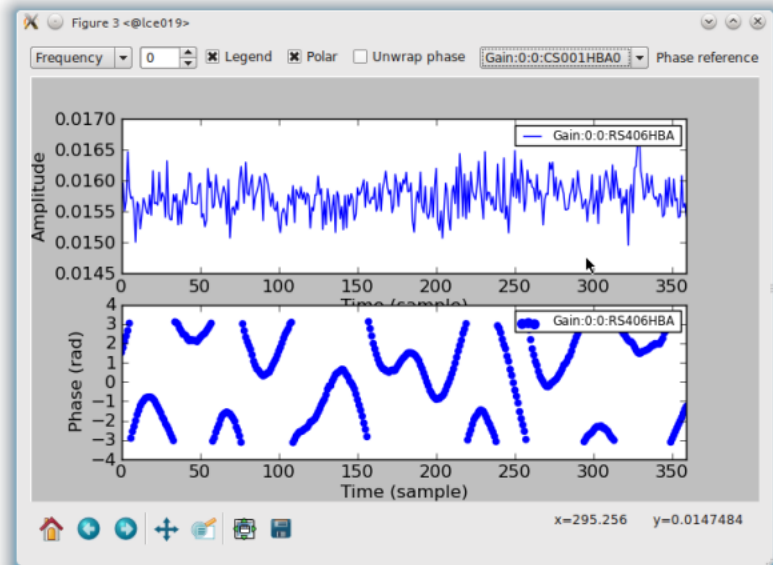 Figure 3 <@lce019>
Frequency 0 Legend Polar Unwrap phase Gain:0:0:CS001HBA0 Phase reference
0.0170
0.0165
0.0160
0.0155
0.0150
0.0145
Amplitude
Gain:0:0:RS406HBA
0 50 100 150 200 250 300 350
Time (sample)
4
3
2
1
0
−1
−2
−3
−4
Phase (rad)
Gain:0:0:RS406HBA
0 50 100 150 200 250 300 350
Time (sample)
x=295.256 y=0.0147484